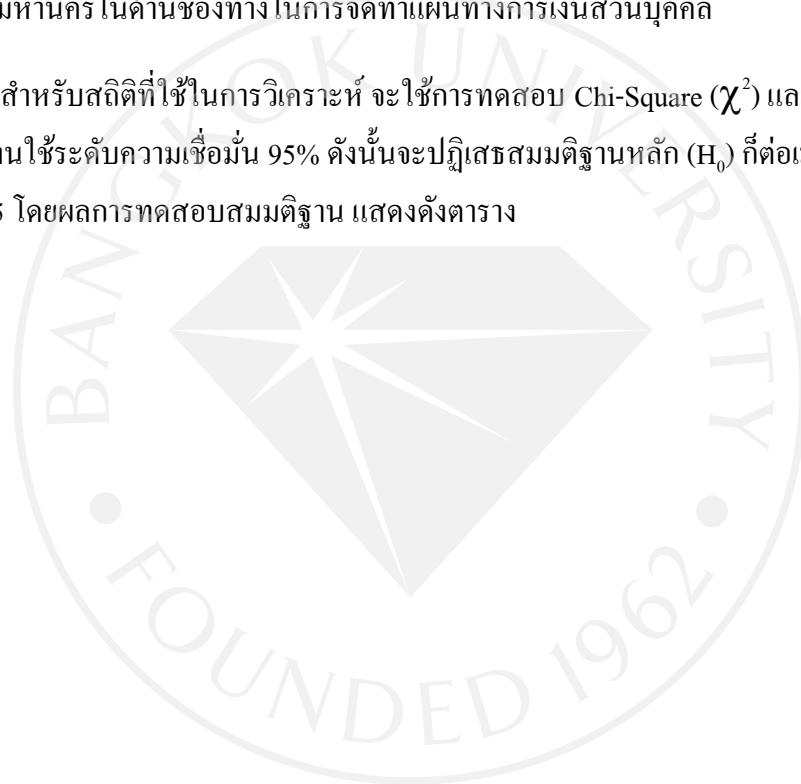 มหานครในด้านช่องทางในการจัดทำแผนทางการเงินส่วนบุคคล
สำหรับสถิติที่ใช้ในการวิเคราะห์ จะใช้การทดสอบ Chi-Square (χ²) และ
ใช้ระดับความเชื่อมั่น 95% ดังนั้นจะปฏิเสธสมมติฐานหลัก (H₀) ก็ต่อเ
โดยผลการทดสอบสมมติฐาน แสดงดังตาราง
BANGKOK UNIVERSITY
FOUNDED 1962